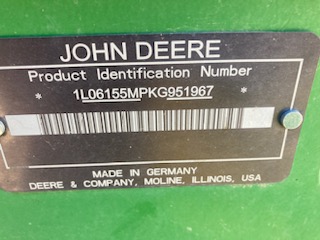 JOHN DEERE
Product Identification Number
* 1L06155MPKG951967 *
MADE IN GERMANY
DEERE & COMPANY, MOLINE, ILLINOIS, USA